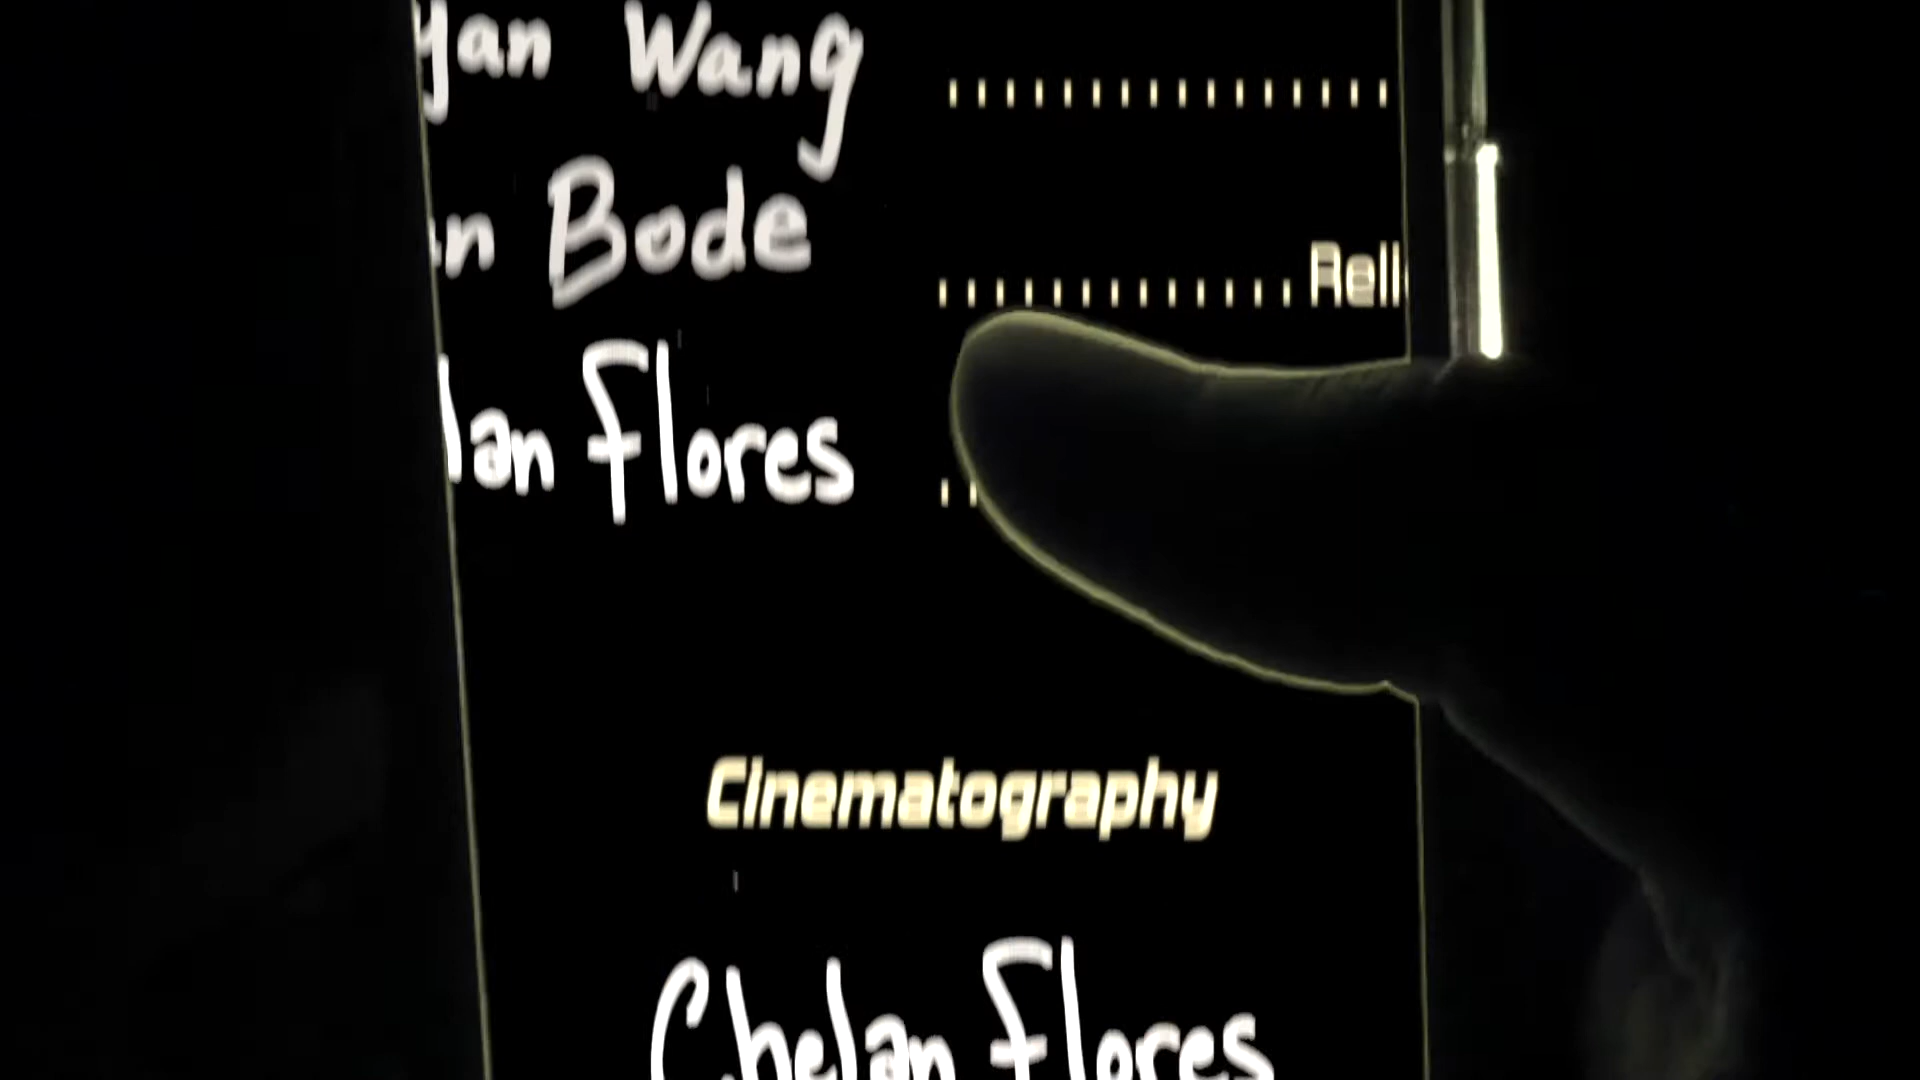 yan Wang ................
n Bode .............Rell
lan Flores ..
Cinematography
Chelan Flores